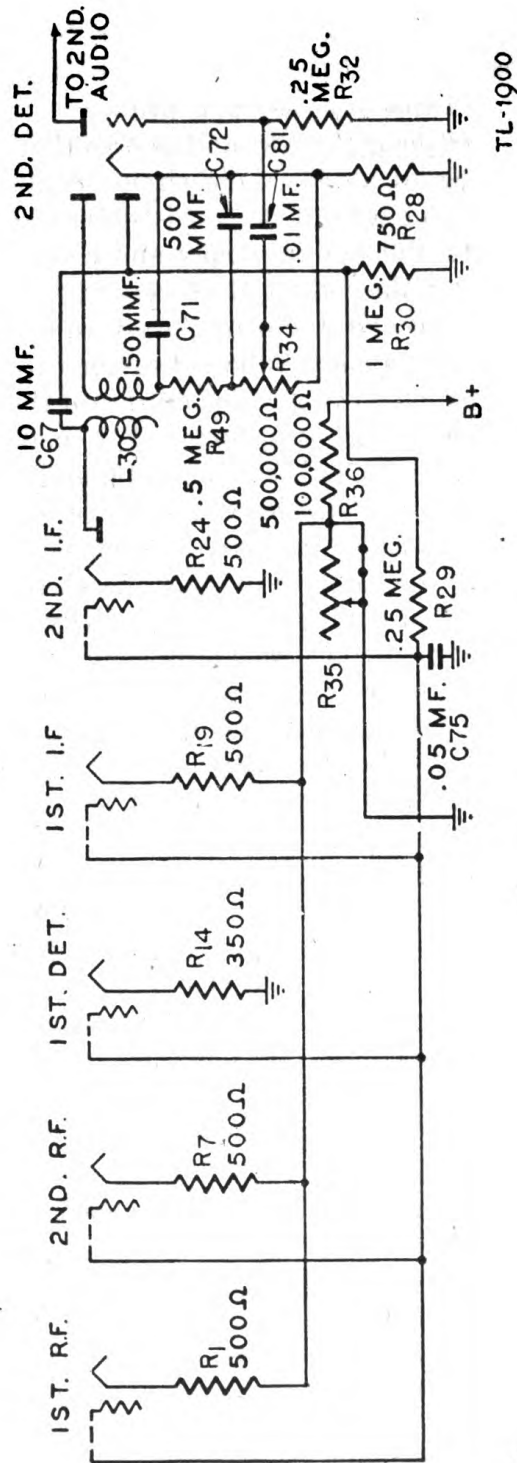 1ST. R.F.
R1
500Ω
2ND. R.F.
R7
500Ω
1ST. DET.
R14
350Ω
1ST. I.F
R19
500Ω
2ND. I.F.
R24
500Ω
10 MMF.
C67
L30
150MMF.
C71
.5 MEG.
R49
500,000Ω
R34
100,000Ω
R36
R35
B+
.25 MEG.
R29
.05 MF.
C75
2ND. DET.
TO 2ND.
AUDIO
500
MMF.
C72
.01 MF.
C81
.25
MEG.
R32
750Ω
R28
1 MEG.
R30
TL-1900